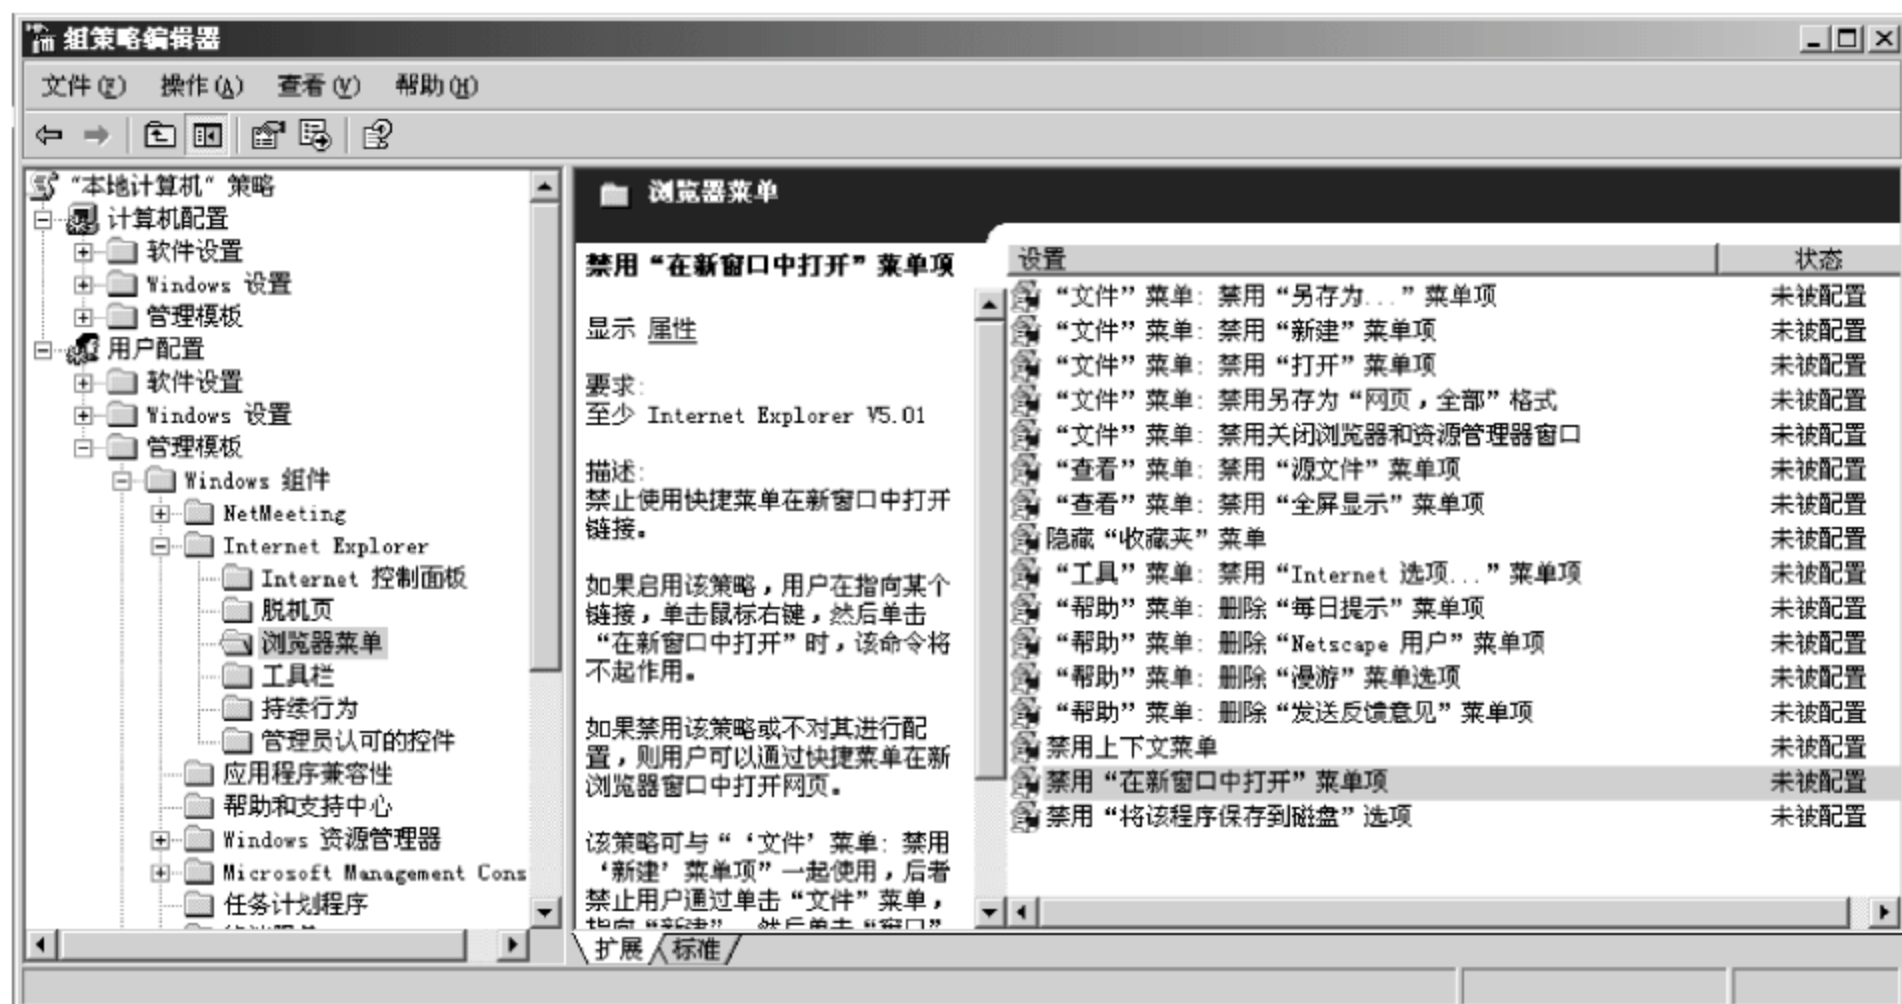 组策略编辑器
文件(F) 操作(A) 查看(V) 帮助(H)
“本地计算机“ 策略
计算机配置
软件设置
Windows 设置
管理模板
用户配置
软件设置
Windows 设置
管理模板
Windows 组件
NetMeeting
Internet Explorer
Internet 控制面板
脱机页
浏览器菜单
工具栏
持续行为
管理员认可的控件
应用程序兼容性
帮助和支持中心
Windows 资源管理器
Microsoft Management Cons
任务计划程序
浏览器菜单
禁用“在新窗口中打开”菜单项
显示 属性
要求:
至少 Internet Explorer V5.01
描述:
禁止使用快捷菜单在新窗口中打开
链接。
如果启用该策略，用户在指向某个
链接，单击鼠标右键，然后单击
“在新窗口中打开”时，该命令将
不起作用。
如果禁用该策略或不对其进行配
置，则用户可以通过快捷菜单在新
浏览器窗口中打开网页。
该策略可与“‘文件’菜单: 禁用
‘新建’菜单项”一起使用，后者
禁止用户通过单击“文件”菜单，
指向“新建”，然后单击“窗口”
设置 状态
“文件”菜单: 禁用“另存为...”菜单项 未被配置
“文件”菜单: 禁用“新建”菜单项 未被配置
“文件”菜单: 禁用“打开”菜单项 未被配置
“文件”菜单: 禁用另存为“网页，全部”格式 未被配置
“文件”菜单: 禁用关闭浏览器和资源管理器窗口 未被配置
“查看”菜单: 禁用“源文件”菜单项 未被配置
“查看”菜单: 禁用“全屏显示”菜单项 未被配置
隐藏“收藏夹”菜单 未被配置
“工具”菜单: 禁用“Internet 选项...”菜单项 未被配置
“帮助”菜单: 删除“每日提示”菜单项 未被配置
“帮助”菜单: 删除“Netscape 用户”菜单项 未被配置
“帮助”菜单: 删除“漫游”菜单选项 未被配置
“帮助”菜单: 删除“发送反馈意见”菜单项 未被配置
禁用上下文菜单 未被配置
禁用“在新窗口中打开”菜单项 未被配置
禁用“将该程序保存到磁盘”选项 未被配置
扩展 标准